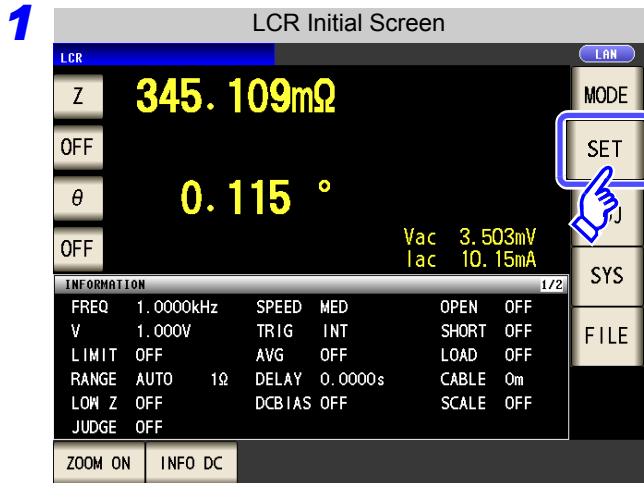 1
LCR Initial Screen
LCR
LAN
Z
345.109mΩ
MODE
OFF
SET
θ
0.115 °
OFF
Vac 3.503mV
Iac 10.15mA
SYS
INFORMATION
1/2
FREQ 1.0000kHz SPEED MED OPEN OFF
V 1.000V TRIG INT SHORT OFF
FILE
LIMIT OFF AVG OFF LOAD OFF
RANGE AUTO 1Ω DELAY 0.0000s CABLE 0m
LOW Z OFF DCBIAS OFF SCALE OFF
JUDGE OFF
ZOOM ON
INFO DC